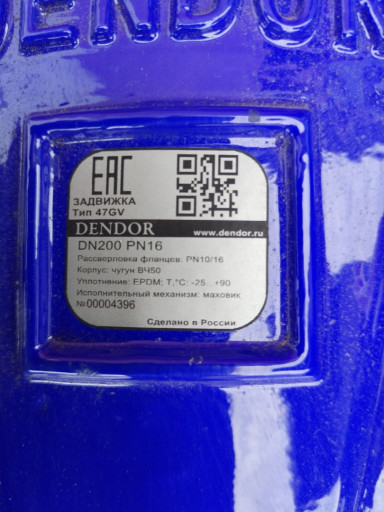 DENDOR
EAC
ЗАДВИЖКА
Тип 47GV
DENDOR www.dendor.ru
DN200 PN16
Рассверловка фланцев: PN10/16
Корпус: чугун ВЧ50
Уплотнение: EPDM; T,°C: -25...+90
Исполнительный механизм: маховик
№00004396
Сделано в России